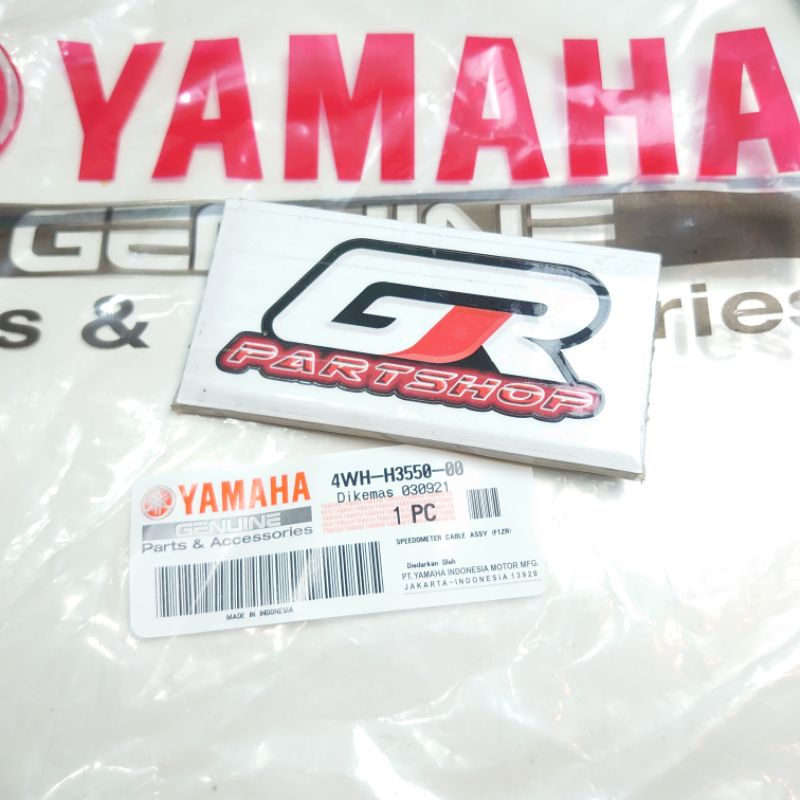 YAMAHA
GENUINE
s & ries
GR
PARTSHOP
YAMAHA
GENUINE
Parts & Accessories
4WH-H3550-00
Dikemas 030921
1 PC
SPEEDOMETER CABLE ASSY (F1ZR)
Diedarkan Oleh
PT.YAMAHA INDONESIA MOTOR MFG.
JAKARTA-INDONESIA 13920
MADE IN INDONESIA